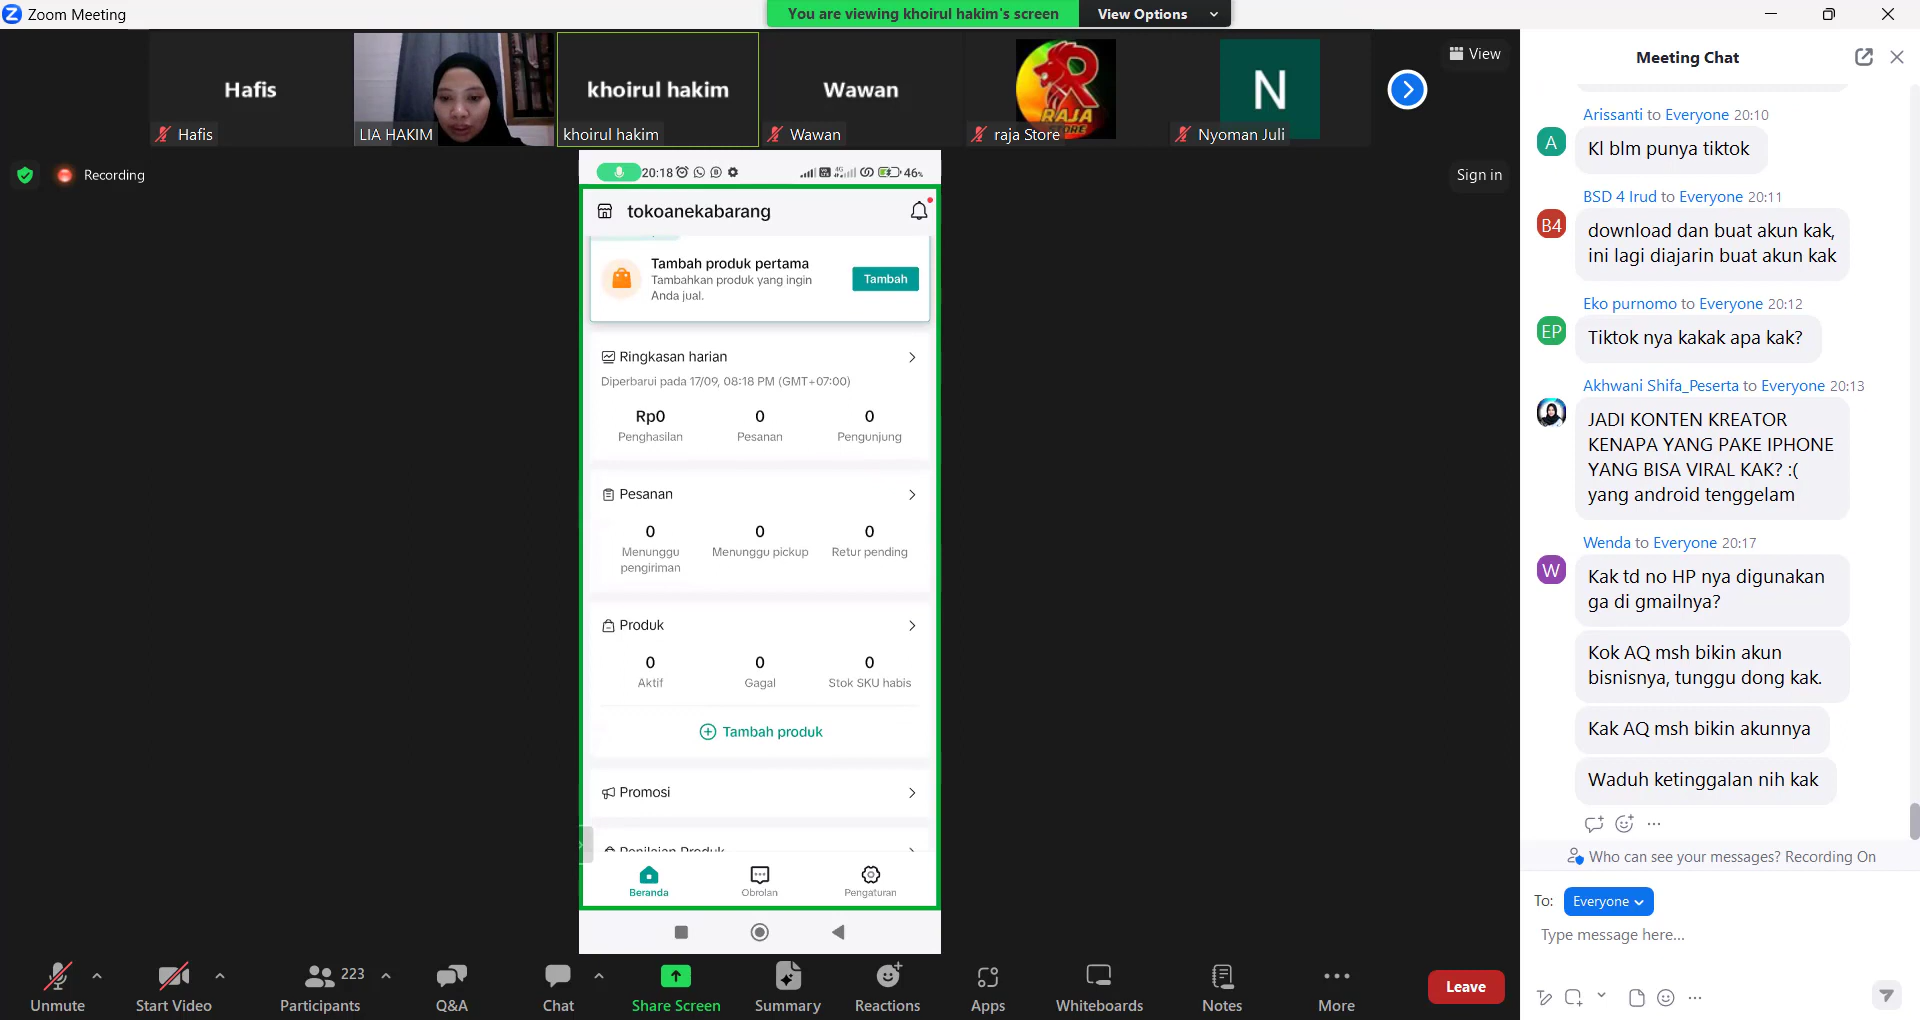 Zoom Meeting
You are viewing khoirul hakim's screen
View Options
Hafis
Hafis
LIA HAKIM
khoirul hakim
khoirul hakim
Wawan
Wawan
RAJA
raja Store
N
Nyoman Juli
View
Recording
Sign in
20:18
46%
tokoanekabarang
Tambah produk pertama
Tambahkan produk yang ingin
Anda jual.
Tambah
Ringkasan harian
Diperbarui pada 17/09, 08:18 PM (GMT+07:00)
Rp0 0 0
Penghasilan Pesanan Pengunjung
Pesanan
0 0 0
Menunggu pengiriman
Menunggu pickup
Retur pending
Produk
0 0 0
Aktif Gagal Stok SKU habis
Tambah produk
Promosi
Penilaian Produk
Beranda Obrolan Pengaturan
Meeting Chat
Arissanti to Everyone 20:10
A
Kl blm punya tiktok
BSD 4 Irud to Everyone 20:11
B4
download dan buat akun kak,
ini lagi diajarin buat akun kak
Eko purnomo to Everyone 20:12
EP
Tiktok nya kakak apa kak?
Akhwani Shifa_Peserta to Everyone 20:13
JADI KONTEN KREATOR
KENAPA YANG PAKE IPHONE
YANG BISA VIRAL KAK? :(
yang android tenggelam
Wenda to Everyone 20:17
W
Kak td no HP nya digunakan
ga di gmailnya?
Kok AQ msh bikin akun
bisnisnya, tunggu dong kak.
Kak AQ msh bikin akunnya
Waduh ketinggalan nih kak
Who can see your messages? Recording On
To: Everyone
Type message here...
Unmute
Start Video
223
Participants
Q&A
Chat
Share Screen
Summary
Reactions
Apps
Whiteboards
Notes
More
Leave